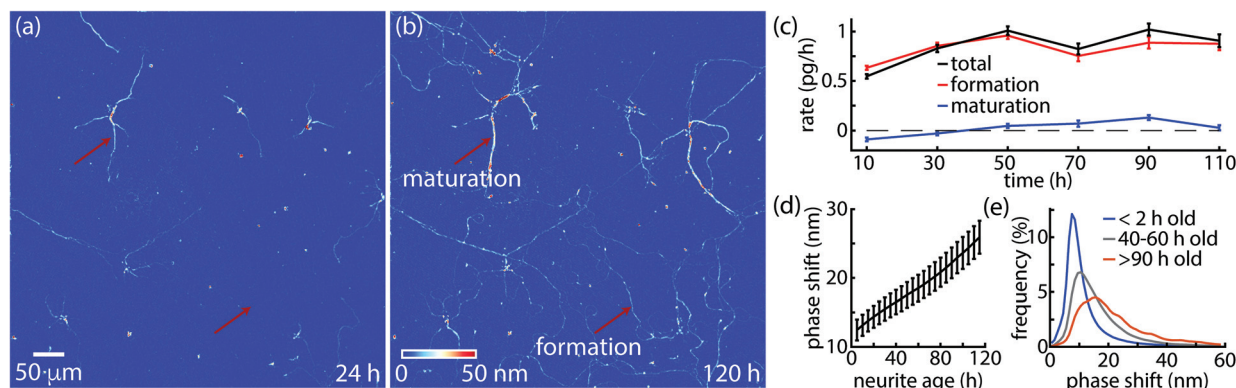 (a)
50 μm
24 h
(b)
maturation
formation
0 50 nm
120 h
(c)
rate (pg/h)
1
0.5
0
total
formation
maturation
10 30 50 70 90 110
time (h)
(d)
phase shift (nm)
30
20
10
0 40 80 120
neurite age (h)
(e)
frequency (%)
10
5
0
< 2 h old
40-60 h old
>90 h old
0 20 40 60
phase shift (nm)